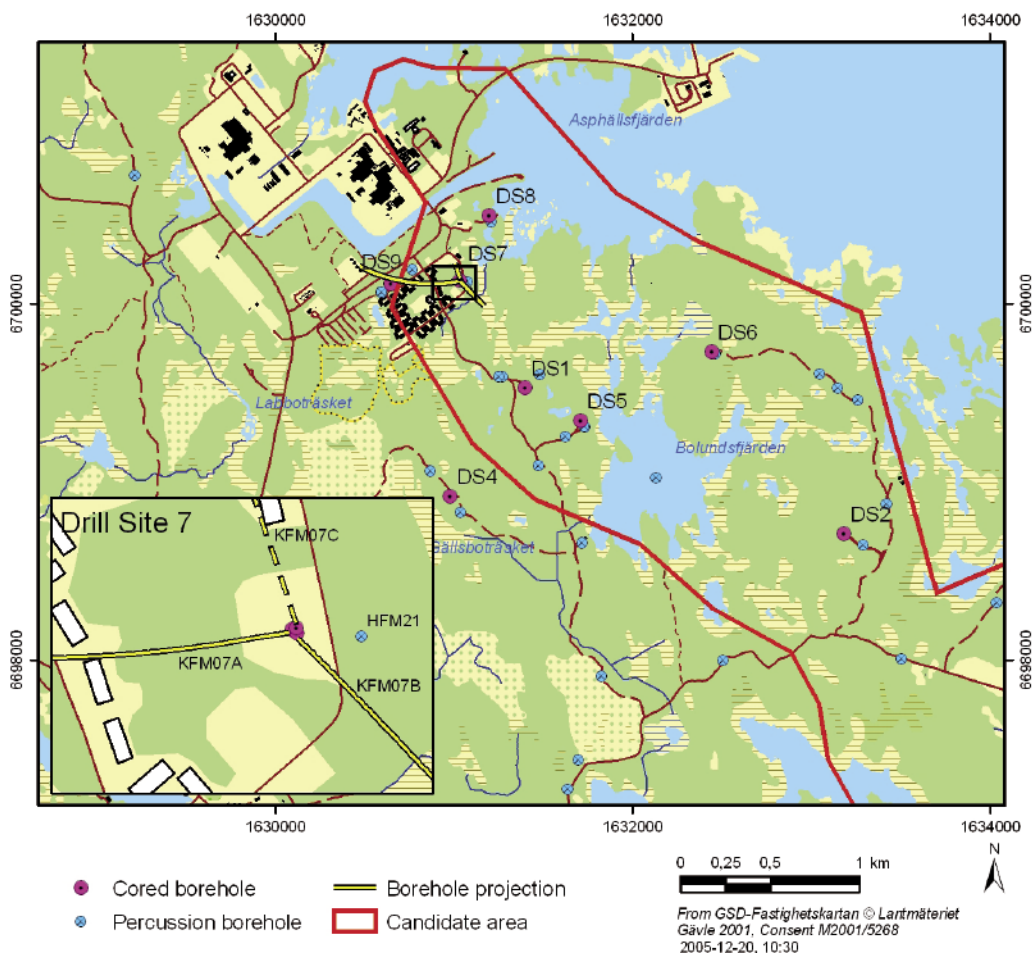 1630000 1632000 1634000
Asphällsfjärden
DS8
DS9 DS7
6700000 6700000
DS6
DS1
Labboträsket
DS5
Bolundsfjärden
DS4
DS2
Gällsboträsket
Drill Site 7
KFM07C
HFM21
KFM07A
KFM07B
6698000 6698000
1630000 1632000 1634000
N
0 0,25 0,5 1 km
Cored borehole Borehole projection
Percussion borehole Candidate area
From GSD-Fastighetskartan © Lantmäteriet
Gävle 2001, Consent M2001/5268
2005-12-20, 10:30